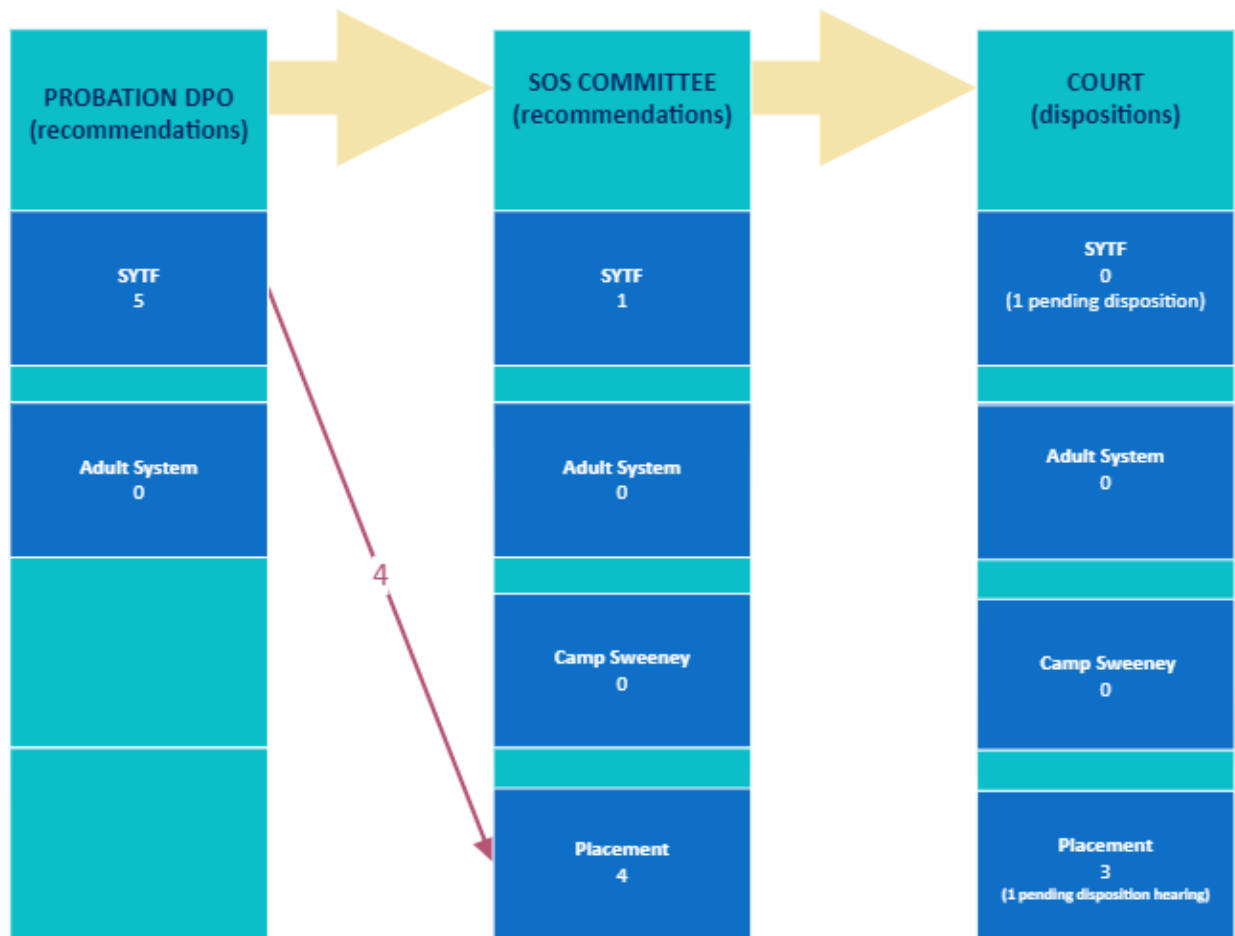 PROBATION DPO
(recommendations)
SYTF
5
Adult System
0
4
SOS COMMITTEE
(recommendations)
SYTF
1
Adult System
0
Camp Sweeney
0
Placement
4
COURT
(dispositions)
SYTF
0
(1 pending disposition)
Adult System
0
Camp Sweeney
0
Placement
3
(1 pending disposition hearing)